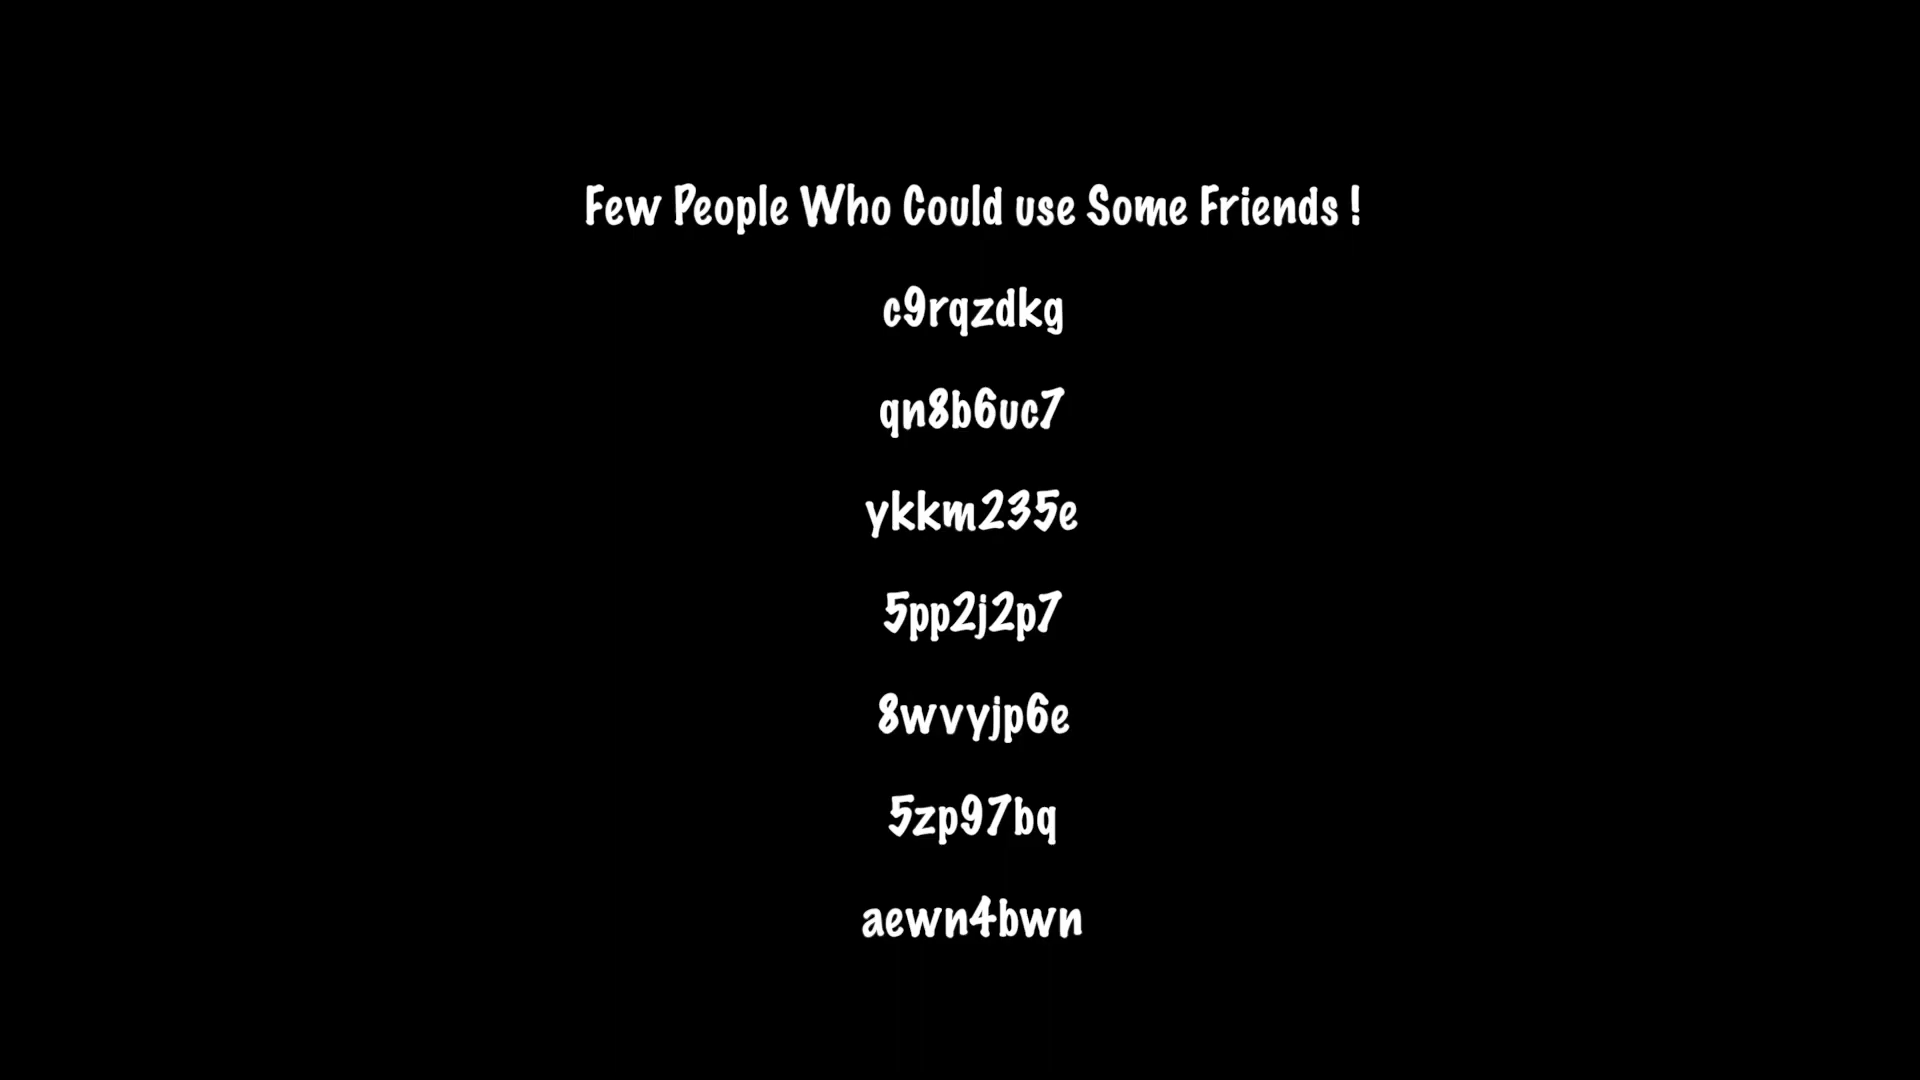 Few People Who Could use Some Friends !
c9rqzdkg
qn8b6uc7
ykkm235e
5pp2j2p7
8wvyjp6e
5zp97bq
aewn4bwn